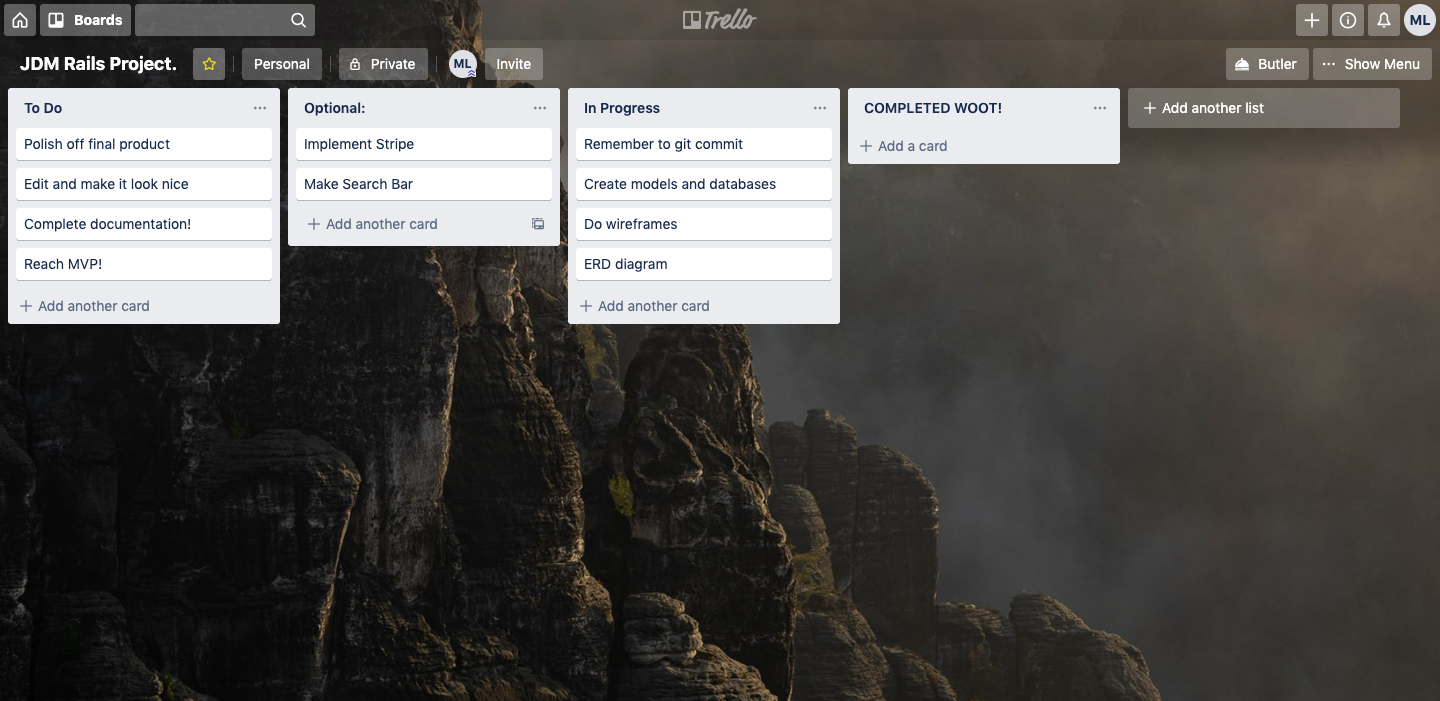 Boards
Trello
ML
JDM Rails Project.
Personal
Private
ML
Invite
Butler
Show Menu
To Do
Polish off final product
Edit and make it look nice
Complete documentation!
Reach MVP!
Add another card
Optional:
Implement Stripe
Make Search Bar
Add another card
In Progress
Remember to git commit
Create models and databases
Do wireframes
ERD diagram
Add another card
COMPLETED WOOT!
Add a card
Add another list